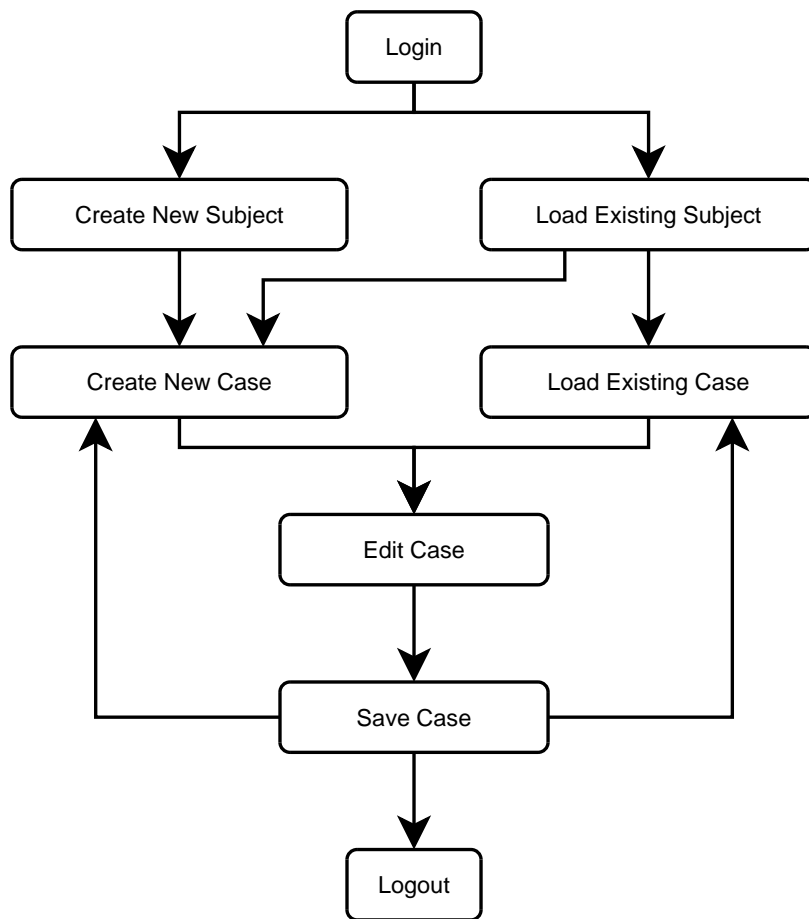 Login
Create New Subject
Load Existing Subject
Create New Case
Load Existing Case
Edit Case
Save Case
Logout